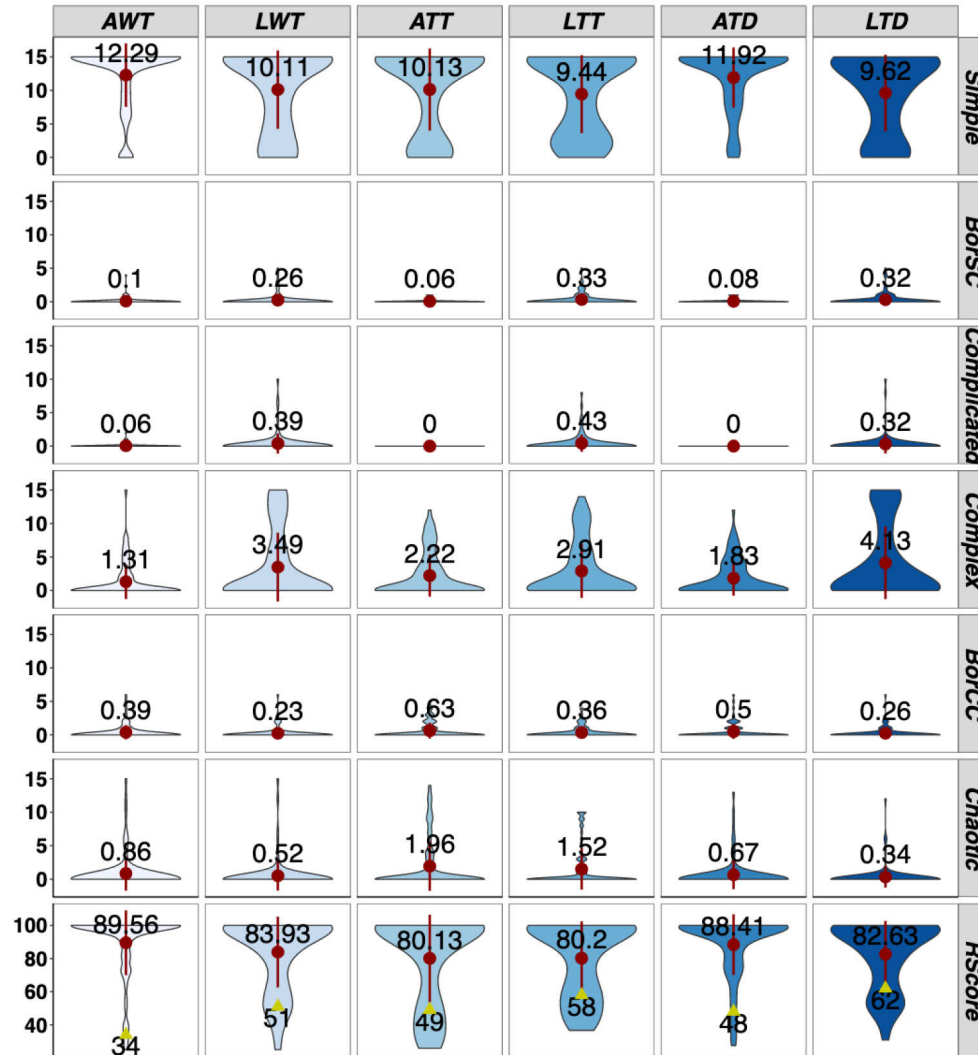 AWT LWT ATT LTT ATD LTD
15 10 5 0 12.29 10.11 10.13 9.44 11.92 9.62 Simple
15 10 5 0 0.1 0.26 0.06 0.33 0.08 0.32 BorSC
15 10 5 0 0.06 0.39 0 0.43 0 0.32 Complicated
15 10 5 0 1.31 3.49 2.22 2.91 1.83 4.13 Complex
15 10 5 0 0.39 0.23 0.63 0.36 0.5 0.26 BorCC
15 10 5 0 0.86 0.52 1.96 1.52 0.67 0.34 Chaotic
100 80 60 40 89.56 83.93 80.13 80.2 88.41 82.63 RScore
34 51 49 58 48 62